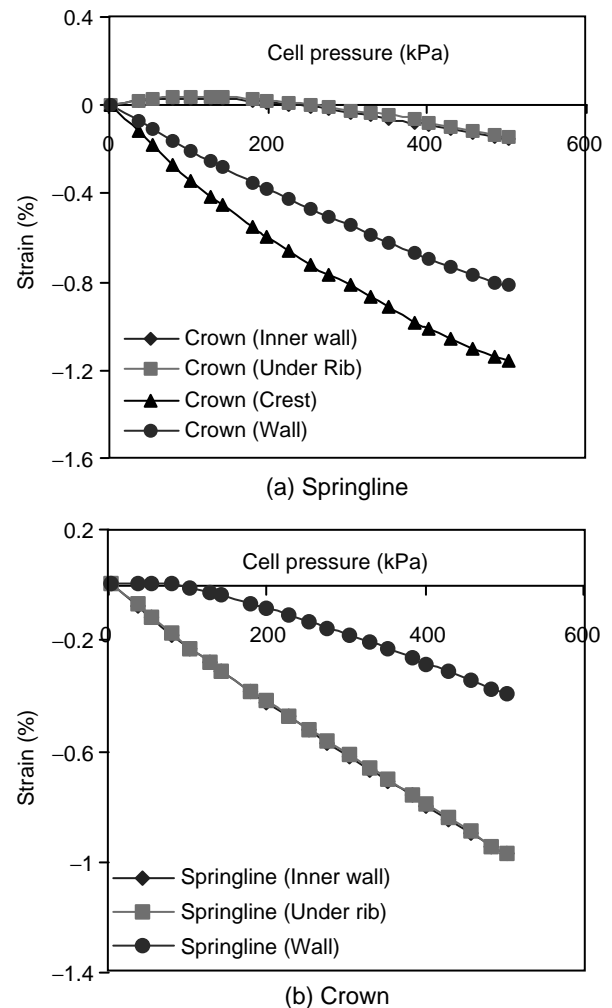 0.4
Cell pressure (kPa)
0
0 200 400 600
−0.4
Strain (%)
−0.8
Crown (Inner wall)
−1.2
Crown (Under Rib)
Crown (Crest)
Crown (Wall)
−1.6
(a) Springline
0.2
Cell pressure (kPa)
0 200 400 600
−0.2
Strain (%)
−0.6
−1
Springline (Inner wall)
Springline (Under rib)
Springline (Wall)
−1.4
(b) Crown